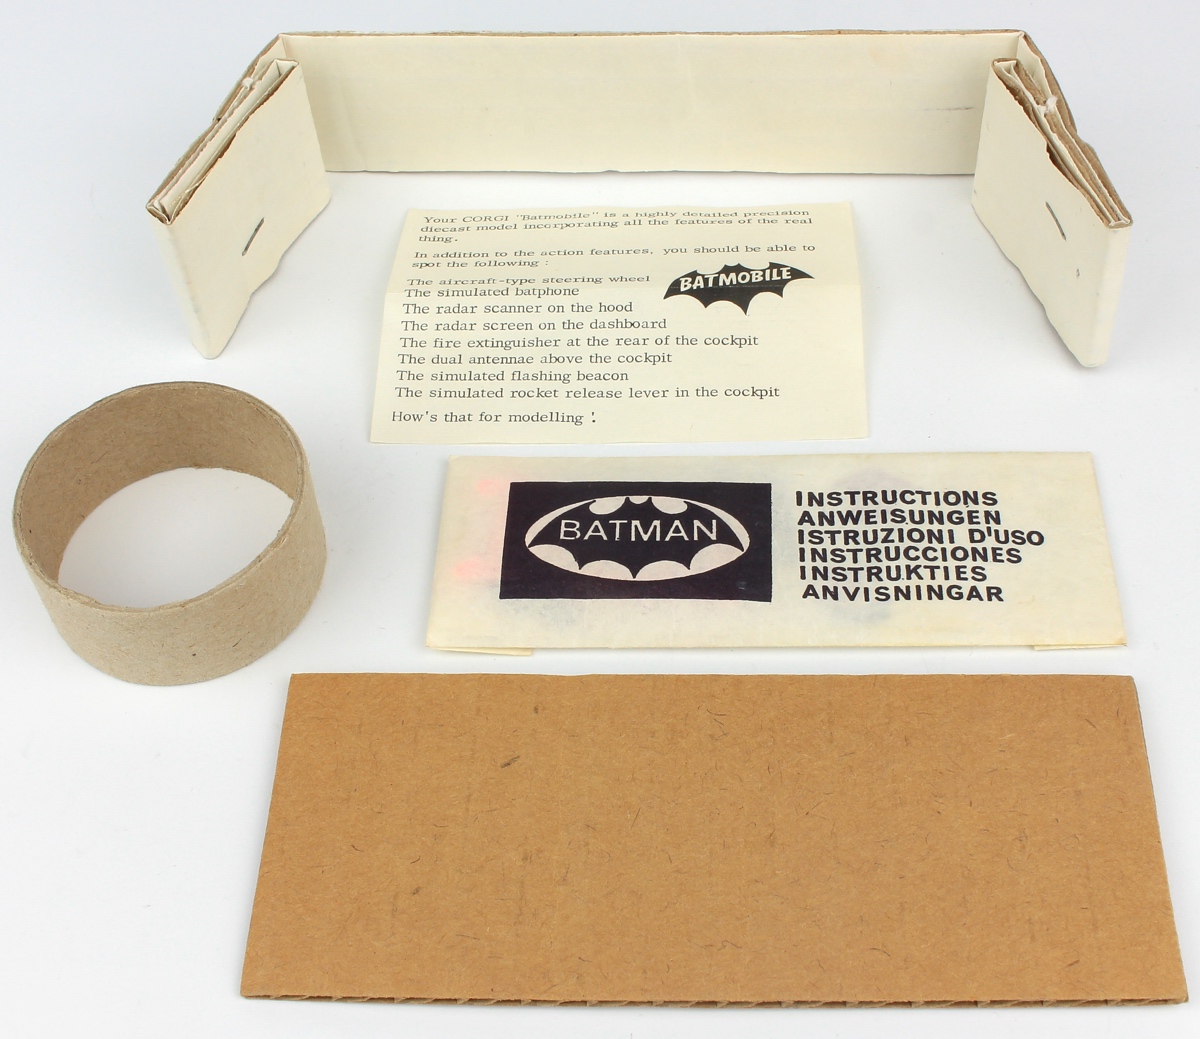 Your CORGI "Batmobile" is a highly detailed precision
diecast model incorporating all the features of the real
thing.
In addition to the action features, you should be able to
spot the following :
The aircraft-type steering wheel
The simulated batphone
The radar scanner on the hood
The radar screen on the dashboard
The fire extinguisher at the rear of the cockpit
The dual antennae above the cockpit
The simulated flashing beacon
The simulated rocket release lever in the cockpit
How's that for modelling !
BATMOBILE
BATMAN
INSTRUCTIONS
ANWEISUNGEN
ISTRUZIONI D'USO
INSTRUCCIONES
INSTRUKTIES
ANVISNINGAR